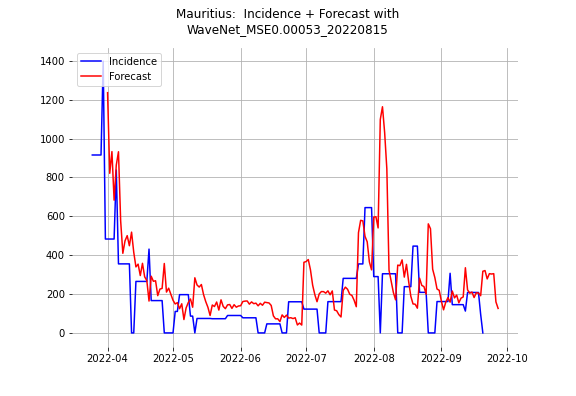 Mauritius:  Incidence + Forecast with
WaveNet_MSE0.00053_20220815
Incidence
Forecast
1400
1200
1000
800
600
400
200
0
2022-04 2022-05 2022-06 2022-07 2022-08 2022-09 2022-10